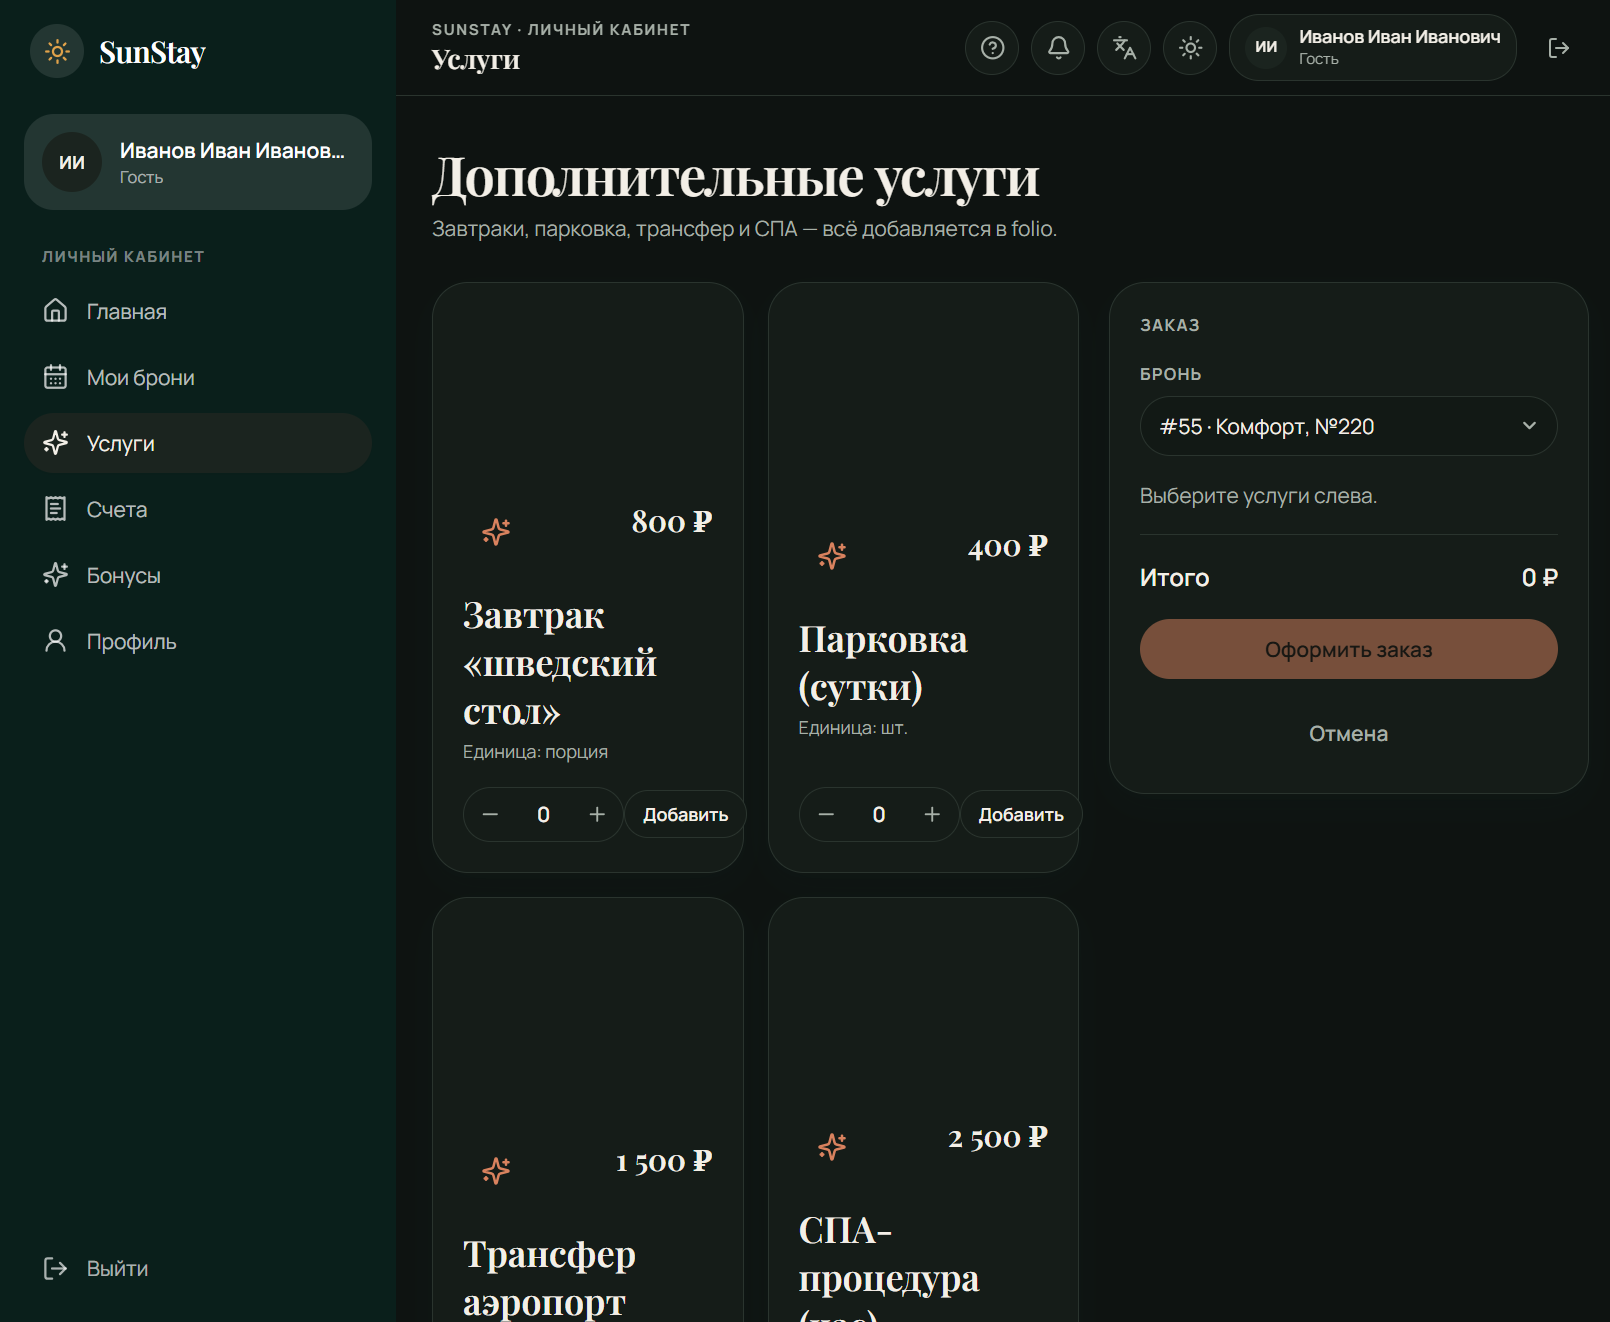 SunStay
ИИ
Иванов Иван Иванов...
Гость
ЛИЧНЫЙ КАБИНЕТ
Главная
Мои брони
Услуги
Счета
Бонусы
Профиль
Выйти
SUNSTAY · ЛИЧНЫЙ КАБИНЕТ
Услуги
ИИ
Иванов Иван Иванович
Гость
Дополнительные услуги
Завтраки, парковка, трансфер и СПА — всё добавляется в folio.
800 ₽
Завтрак
«шведский
стол»
Единица: порция
0
Добавить
400 ₽
Парковка
(сутки)
Единица: шт.
0
Добавить
1 500 ₽
Трансфер
аэропорт
2 500 ₽
СПА-
процедура
(час)
ЗАКАЗ
БРОНЬ
#55 · Комфорт, №220
Выберите услуги слева.
Итого 0 ₽
Оформить заказ
Отмена